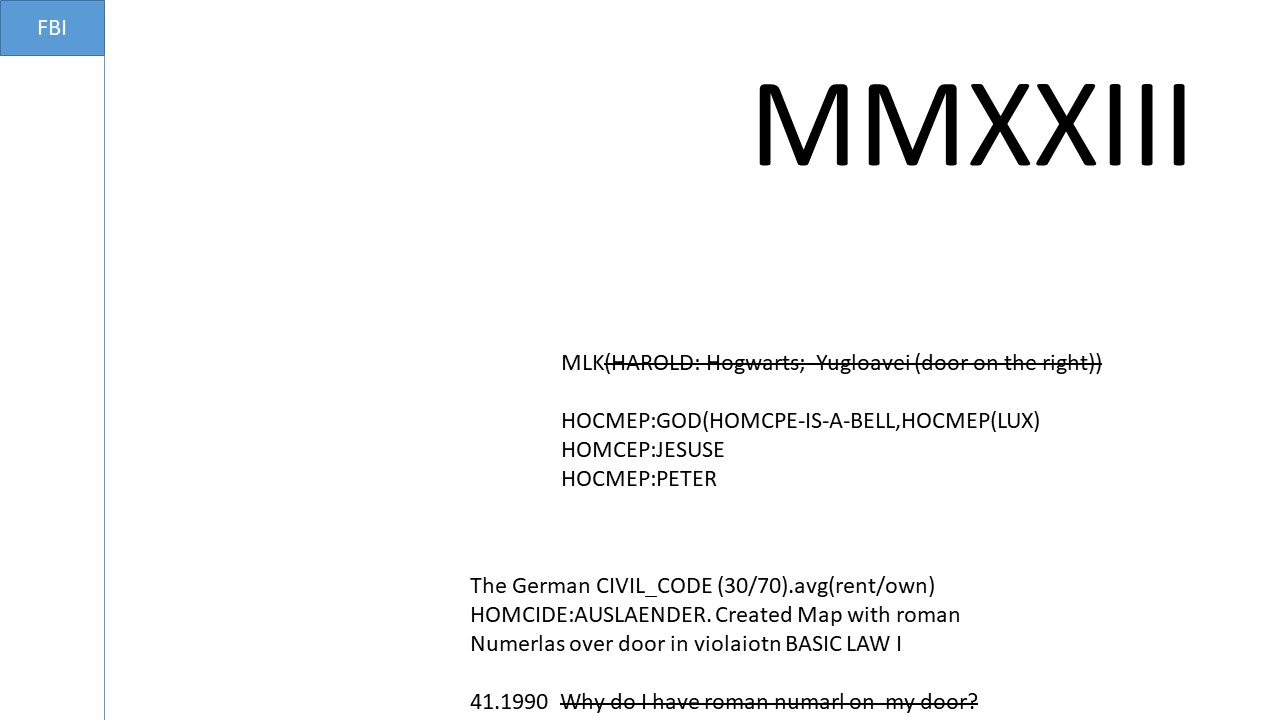 FBI
MMXXIII
MLK(HAROLD: Hogwarts;  Yugloavei (door on the right))
HOCMEP:GOD(HOMCPE-IS-A-BELL,HOCMEP(LUX)
HOMCEP:JESUSE
HOCMEP:PETER
The German CIVIL_CODE (30/70).avg(rent/own)
HOMCIDE:AUSLAENDER. Created Map with roman
Numerlas over door in violaiotn BASIC LAW I
41.1990  Why do I have roman numarl on  my door?